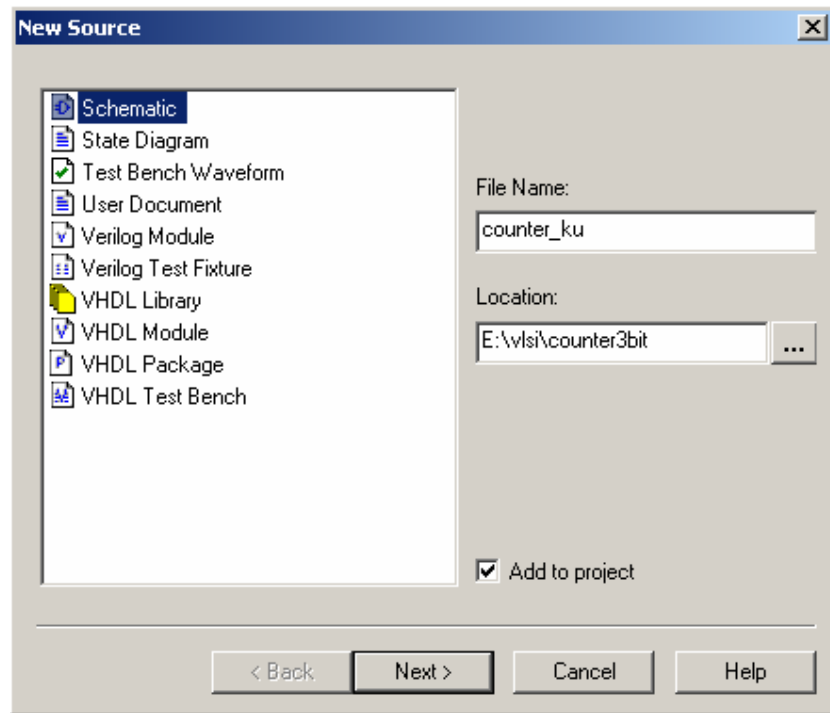 New Source
Schematic
State Diagram
Test Bench Waveform
User Document
Verilog Module
Verilog Test Fixture
VHDL Library
VHDL Module
VHDL Package
VHDL Test Bench
File Name:
counter_ku
Location:
E:\vlsi\counter3bit
...
Add to project
< Back
Next >
Cancel
Help